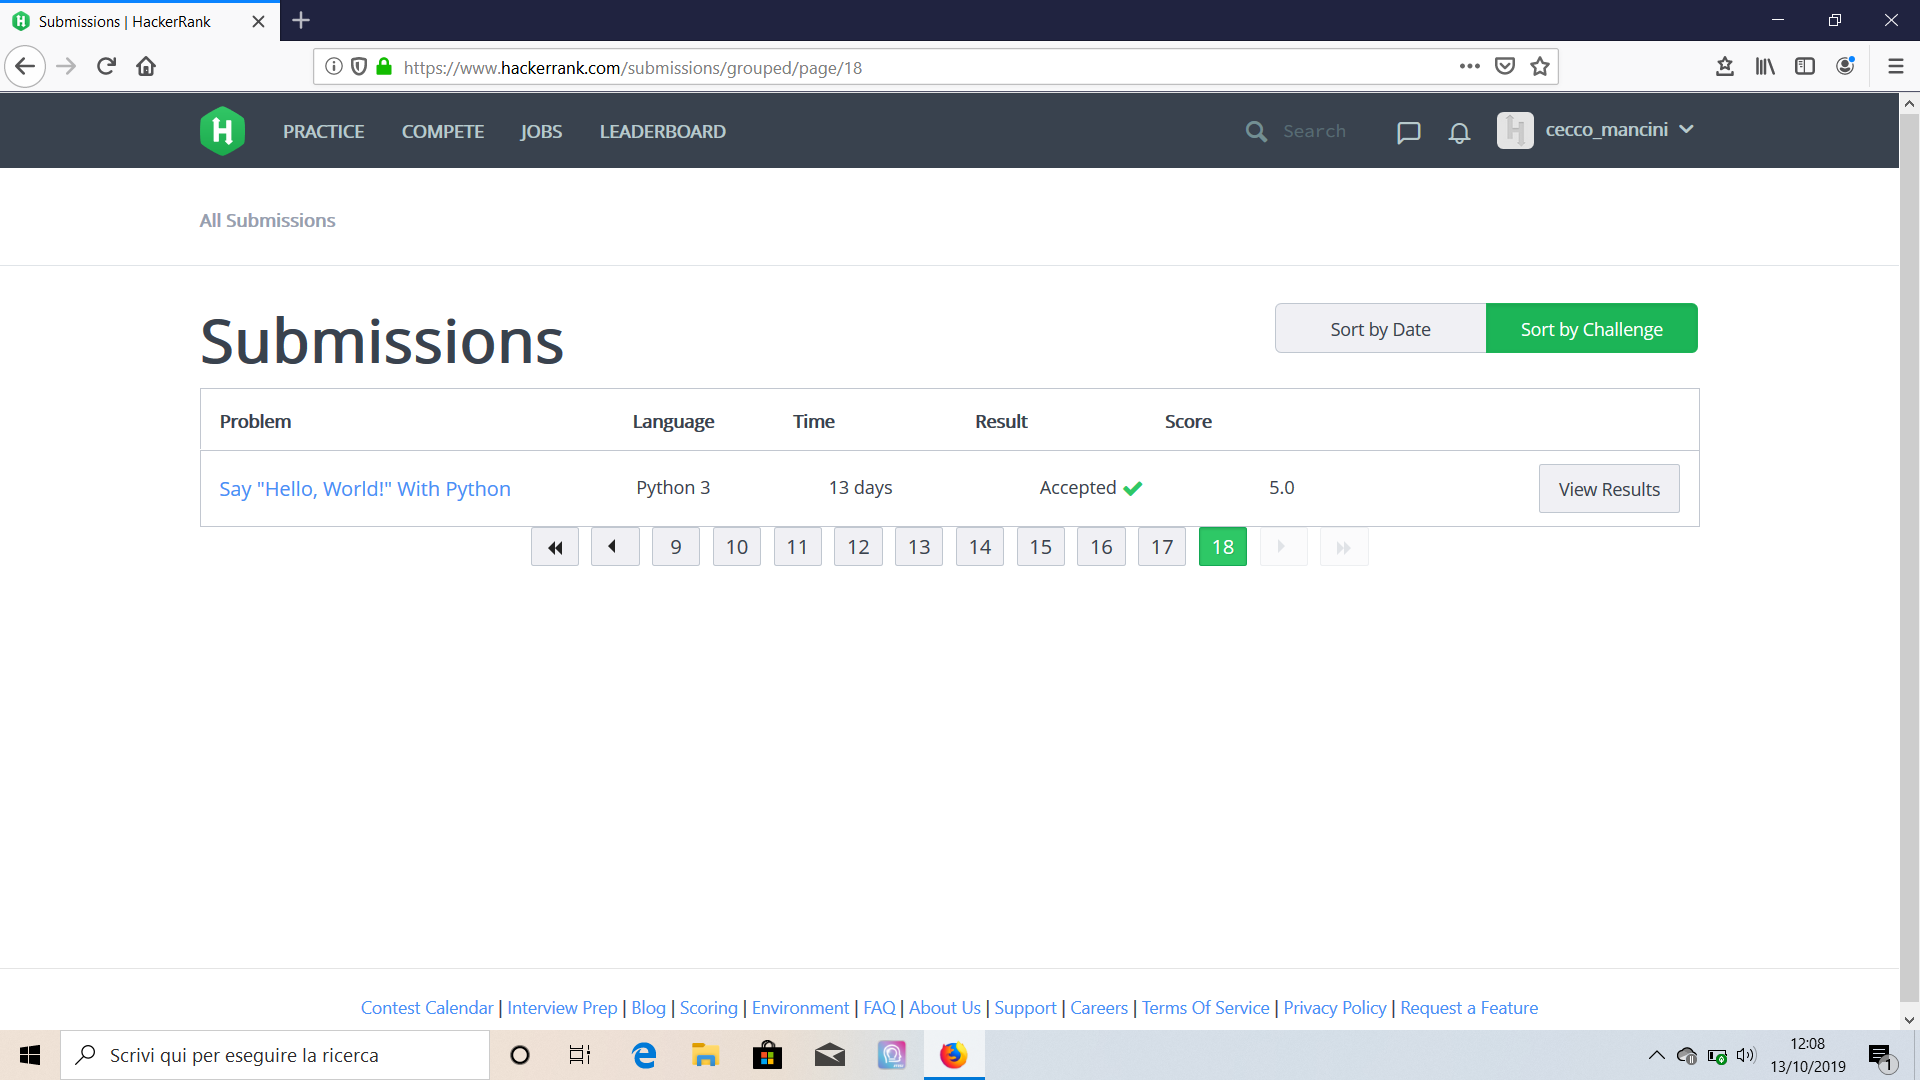 Submissions | HackerRank
https://www.hackerrank.com/submissions/grouped/page/18
PRACTICE COMPETE JOBS LEADERBOARD Search cecco_mancini
All Submissions
Submissions
Sort by Date Sort by Challenge
Problem Language Time Result Score
Say "Hello, World!" With Python Python 3 13 days Accepted 5.0 View Results
9 10 11 12 13 14 15 16 17 18
Contest Calendar | Interview Prep | Blog | Scoring | Environment | FAQ | About Us | Support | Careers | Terms Of Service | Privacy Policy | Request a Feature
Scrivi qui per eseguire la ricerca
12:08
13/10/2019
1